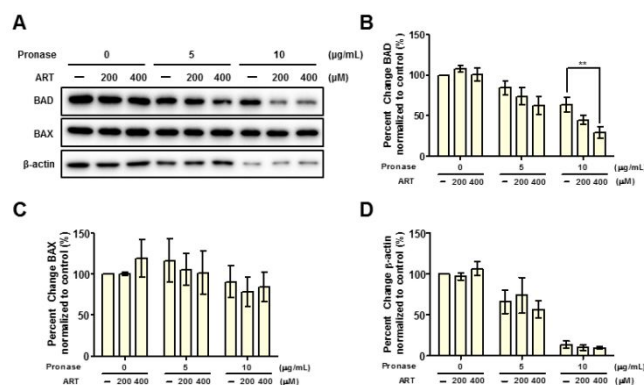 A
Pronase 0 5 10 (μg/mL)
ART – 200 400 – 200 400 – 200 400 (μM)
BAD
BAX
β-actin
B
Percent Change BAD
normalized to control (%)
150
100
50
0
**
Pronase 0 5 10 (μg/mL)
ART – 200 400 – 200 400 – 200 400 (μM)
C
Percent Change BAX
normalized to control (%)
150
100
50
0
Pronase 0 5 10 (μg/mL)
ART – 200 400 – 200 400 – 200 400 (μM)
D
Percent Change β-actin
normalized to control (%)
150
100
50
0
Pronase 0 5 10 (μg/mL)
ART – 200 400 – 200 400 – 200 400 (μM)